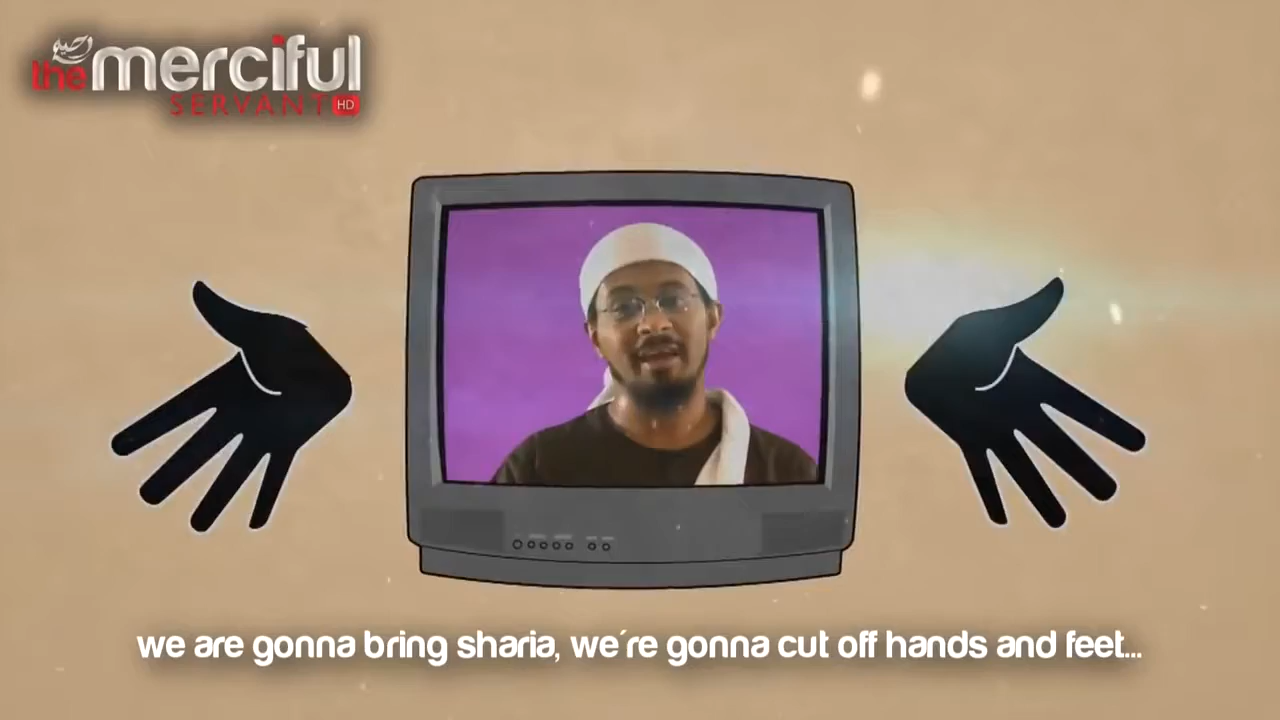 the merciful
SERVANT HD
we are gonna bring sharia, we´re gonna cut off hands and feet...